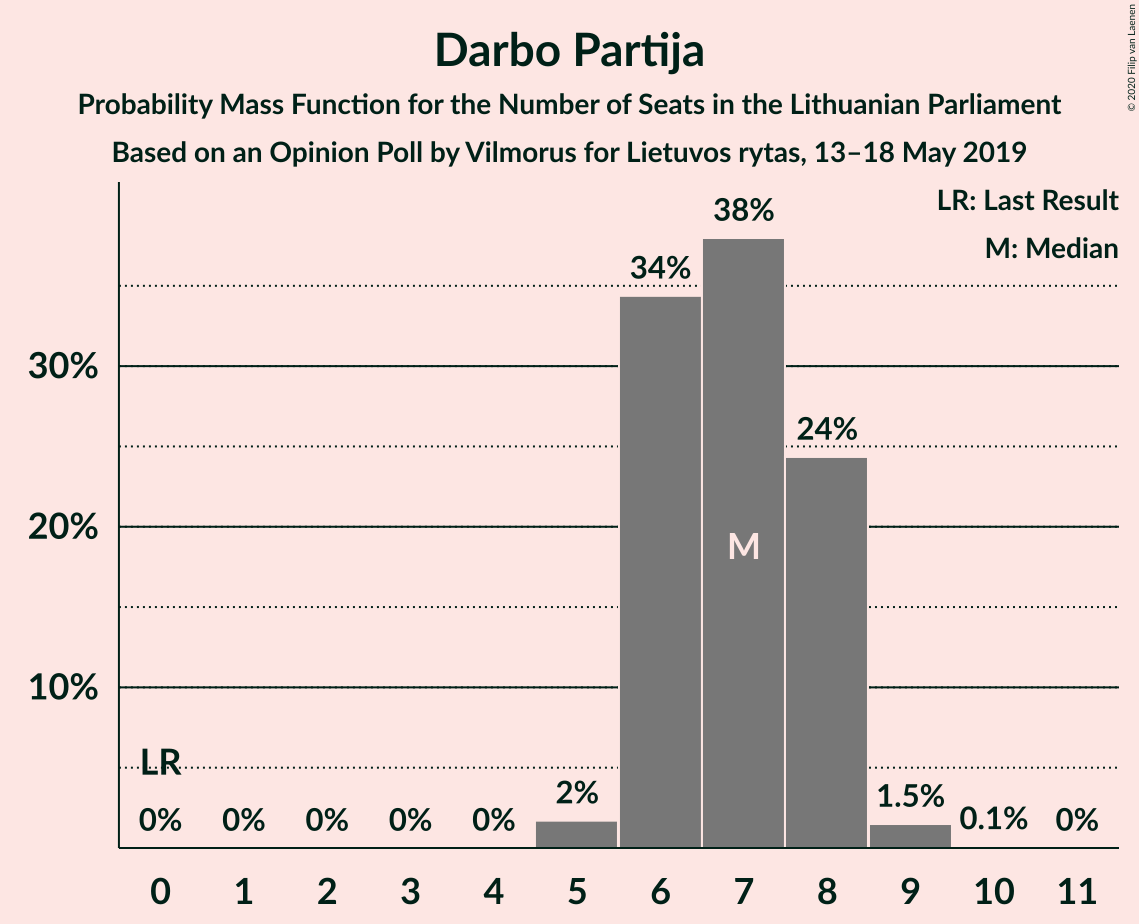 Darbo Partija
Probability Mass Function for the Number of Seats in the Lithuanian Parliament
Based on an Opinion Poll by Vilmorus for Lietuvos rytas, 13–18 May 2019
© 2020 Filip van Laenen
LR: Last Result
M: Median
30%
20%
10%
LR
0%
0%
0%
0%
0%
2%
34%
38%
M
24%
1.5%
0.1%
0%
0 1 2 3 4 5 6 7 8 9 10 11